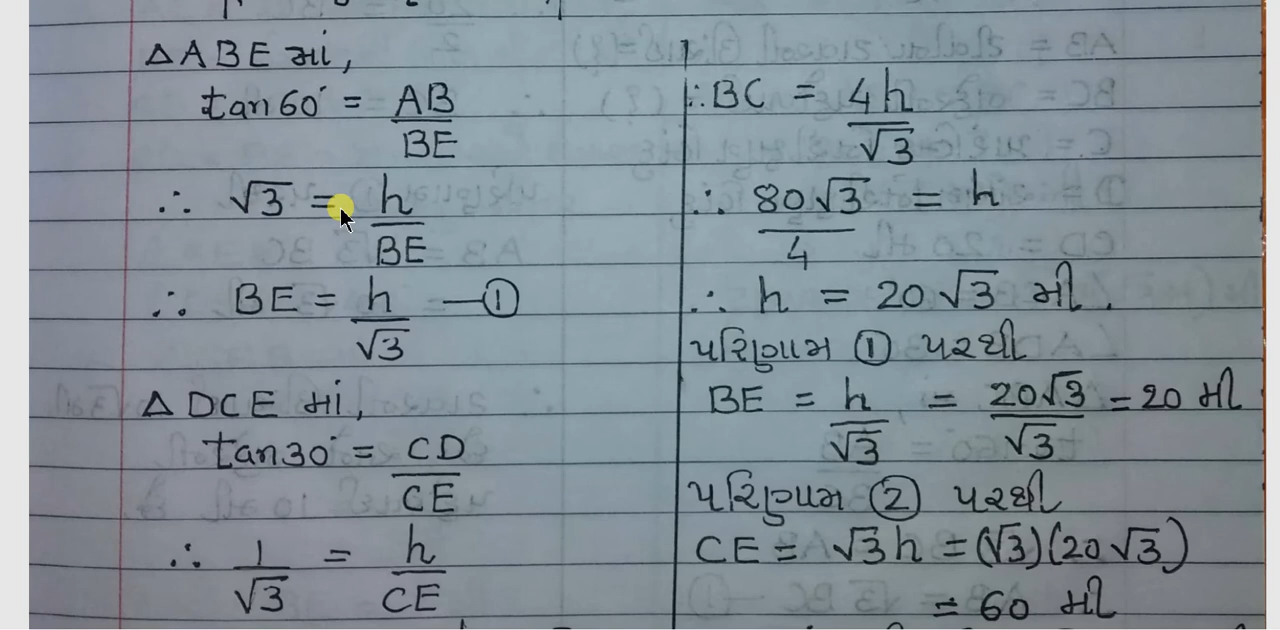 △ABE માં,
tan60° = AB/BE
∴ √3 = h/BE
∴ BE = h/√3 —①
△DCE માં,
tan30° = CD/CE
∴ 1/√3 = h/CE
∴ BC = 4h/√3
∴ 80√3/4 = h
∴ h = 20√3 મી.
પરિણામ ① પરથી
BE = h/√3 = 20√3/√3 = 20 મી
પરિણામ ② પરથી
CE = √3h = (√3)(20√3)
= 60 મી